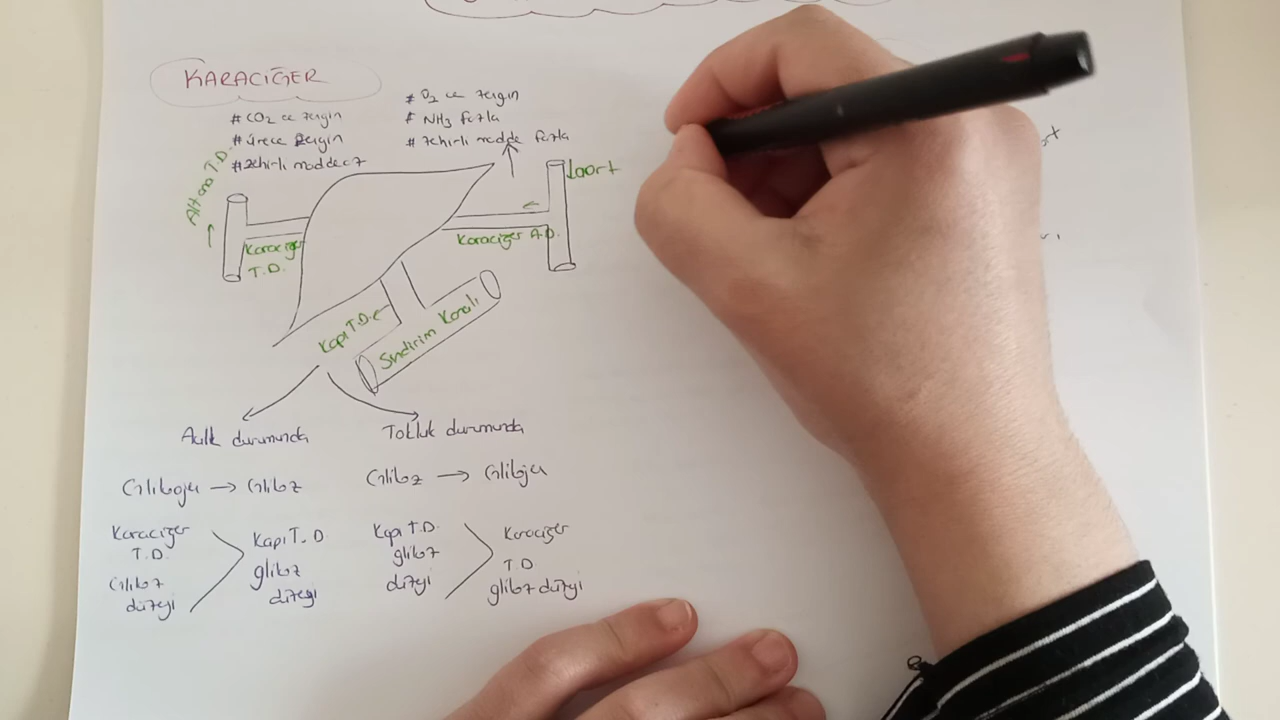 KARACİĞER
# CO2 ce zengin
# Ürece zengin
# zehirli madde az
# O2 ce zengin
# NH3 fazla
# zehirli madde fazla
Alt ana T.D.
Aort
Karaciğer
T.D.
Karaciğer A.D.
Kapı T.D.
Sindirim Kanalı
Açlık durumunda
Tokluk durumunda
Glikojen → Glikoz
Glikoz → Glikojen
Karaciğer
T.D.
Glikoz
düzeyi
>
Kapı T.D
glikoz
düzeyi
Kapı T.D.
glikoz
düzeyi
>
Karaciğer
T.D
glikoz düzeyi